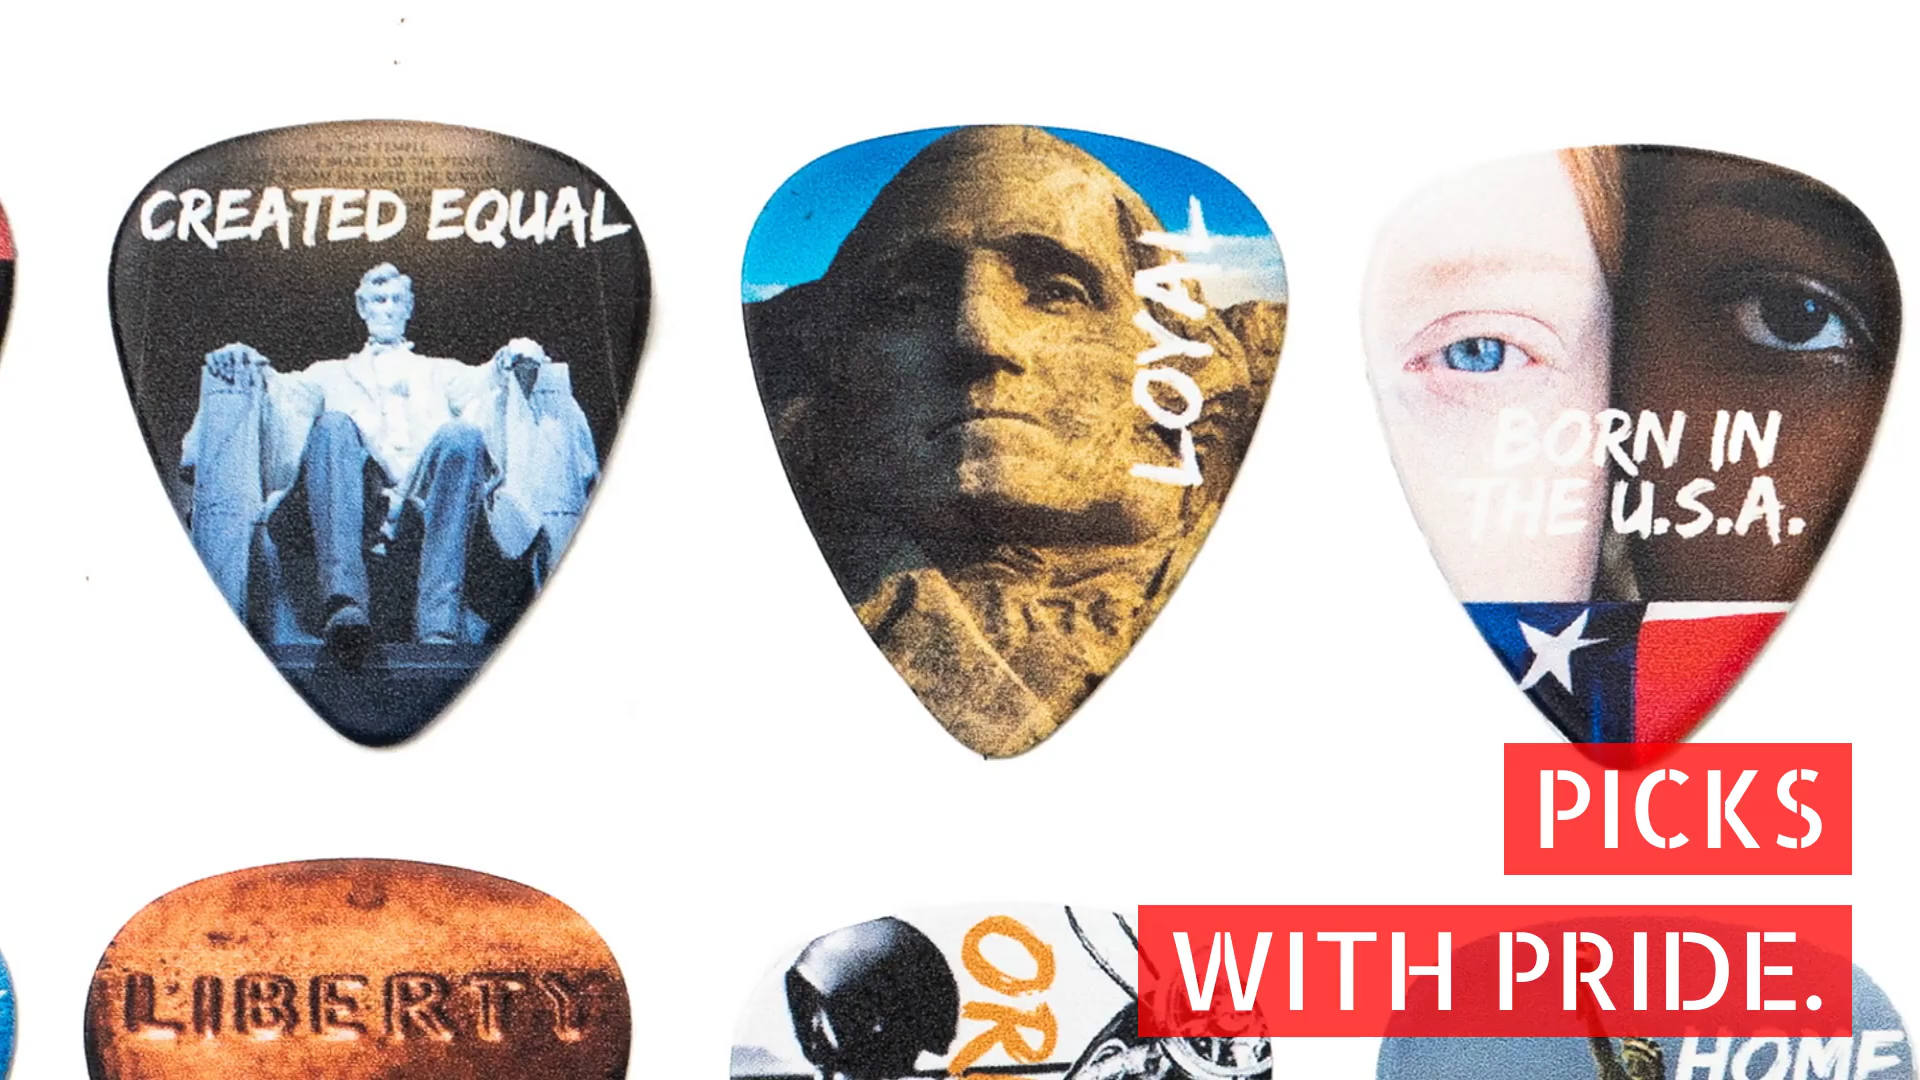 CREATED EQUAL
LOYAL
BORN IN
THE U.S.A.
PICKS
WITH PRIDE.
LIBERTY
HOME